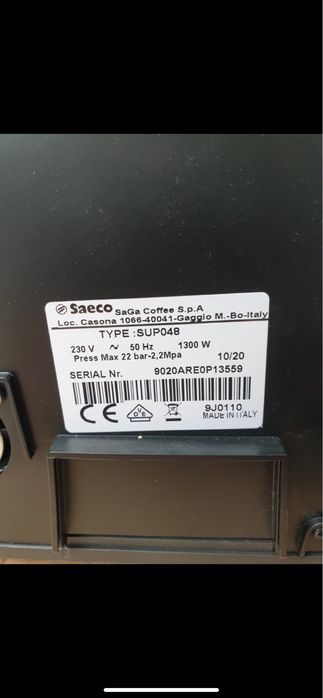 Saeco SaGa Coffee S.p.A
Loc. Casona 1066-40041-Gaggio M.-Bo-Italy
TYPE :SUP048
230 V ~ 50 Hz 1300 W
Press Max 22 bar-2,2Mpa 10/20
SERIAL Nr. 9020ARE0P13559
CE VDE 9J0110
MADE IN ITALY